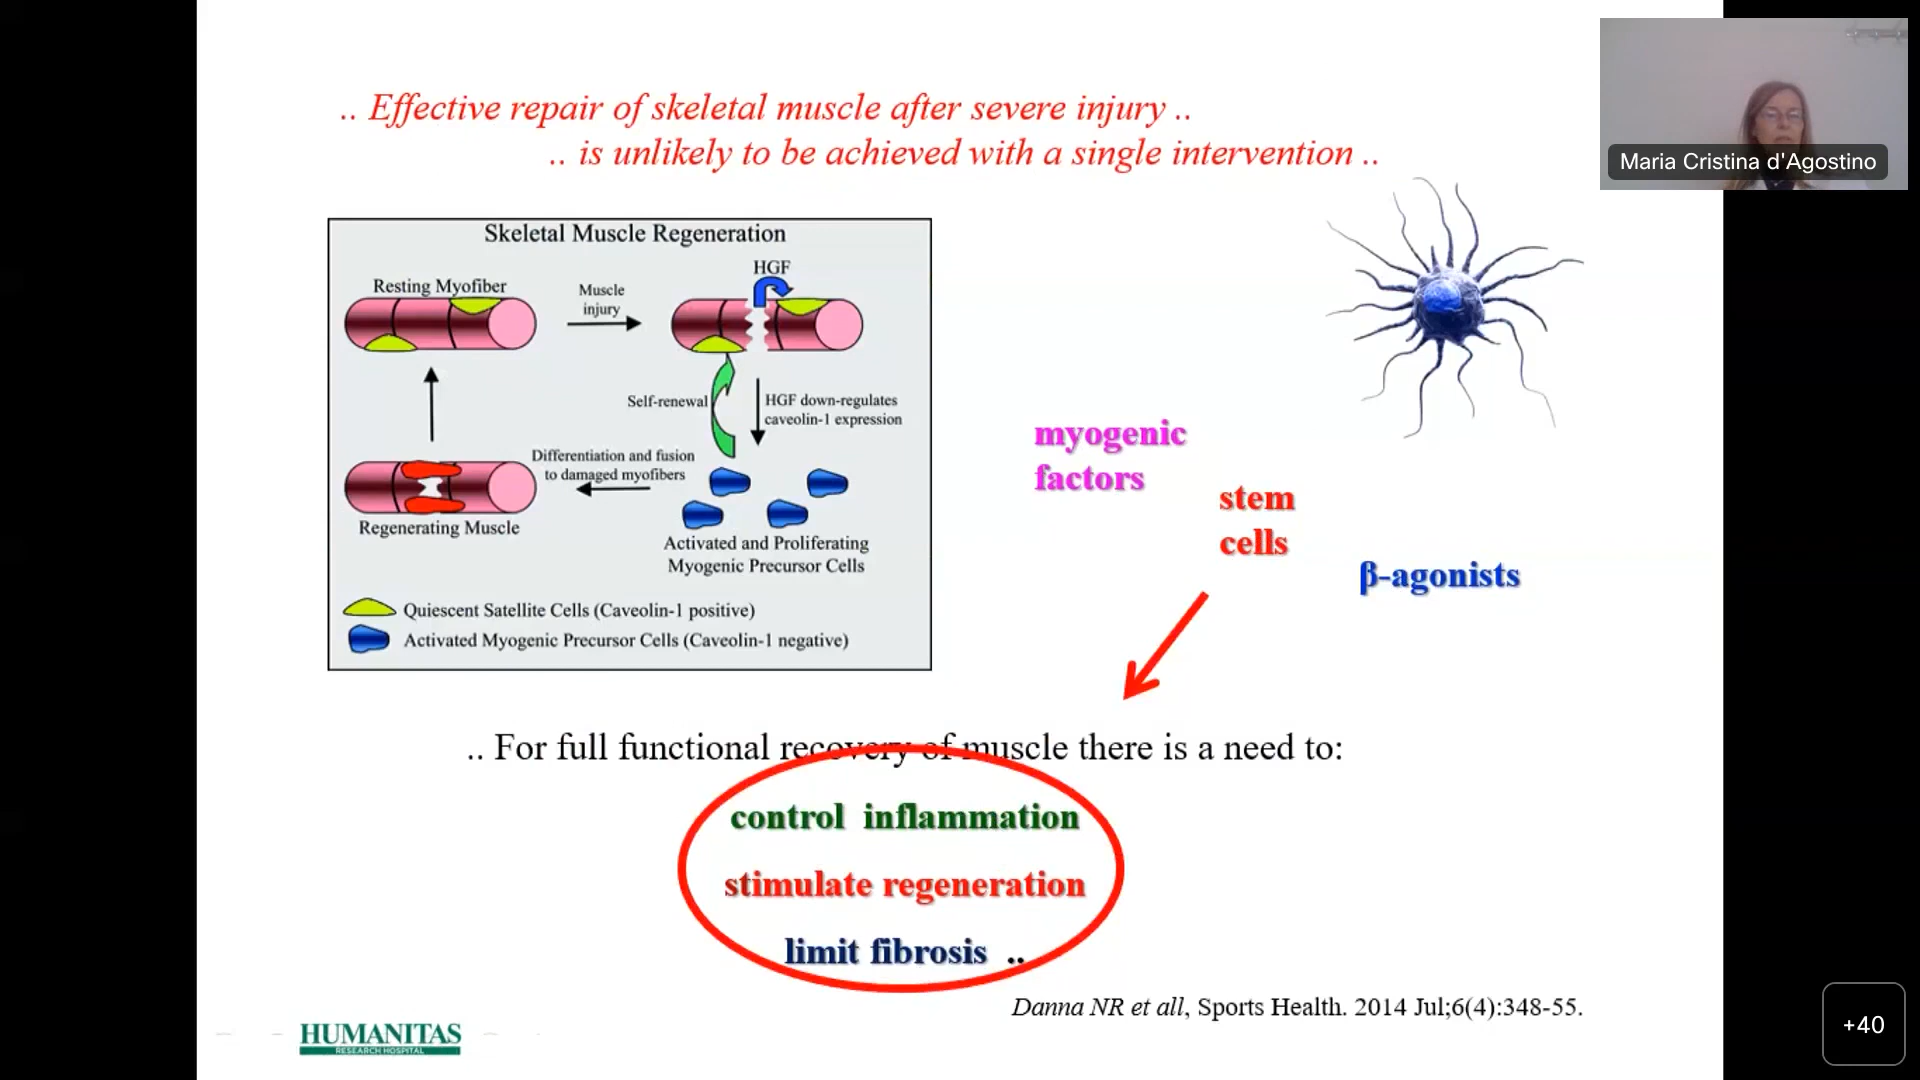 .. Effective repair of skeletal muscle after severe injury ..
.. is unlikely to be achieved with a single intervention ..
Maria Cristina d'Agostino
Skeletal Muscle Regeneration
HGF
Resting Myofiber
Muscle
injury
Self-renewal
HGF down-regulates
caveolin-1 expression
Differentiation and fusion
to damaged myofibers
Regenerating Muscle
Activated and Proliferating
Myogenic Precursor Cells
Quiescent Satellite Cells (Caveolin-1 positive)
Activated Myogenic Precursor Cells (Caveolin-1 negative)
myogenic
factors
stem
cells
β-agonists
.. For full functional recovery of muscle there is a need to:
control inflammation
stimulate regeneration
limit fibrosis ..
Danna NR et all, Sports Health. 2014 Jul;6(4):348-55.
HUMANITAS
RESEARCH HOSPITAL
+40